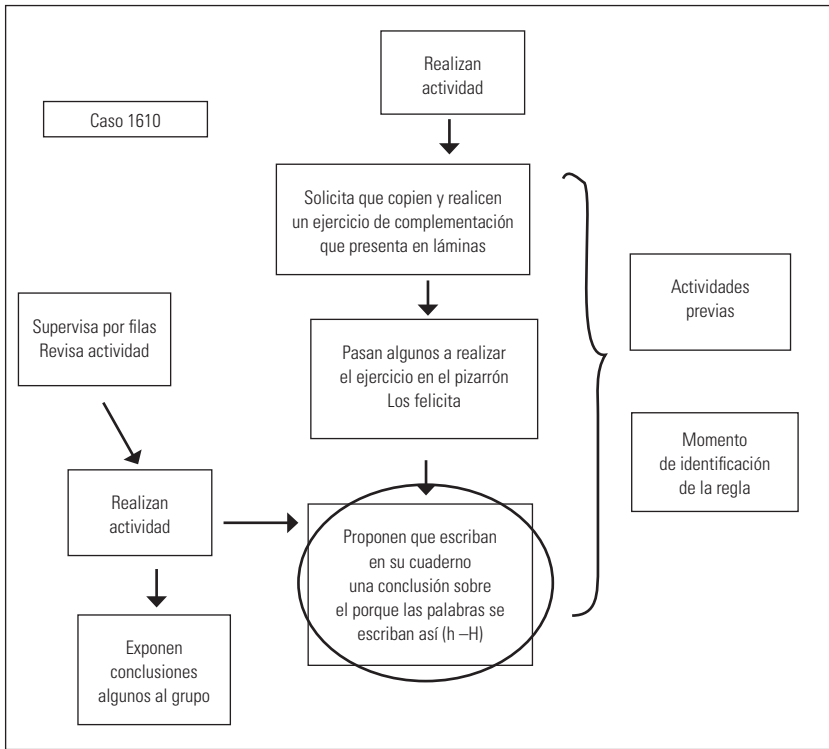 Realizan
actividad
Caso 1610
Solicita que copien y realicen
un ejercicio de complementación
que presenta en láminas
Actividades
previas
Supervisa por filas
Revisa actividad
Pasan algunos a realizar
el ejercicio en el pizarrón
Los felicita
Momento
de identificación
de la regla
Realizan
actividad
Proponen que escriban
en su cuaderno
una conclusión sobre
el porque las palabras se
escriban así (h –H)
Exponen
conclusiones
algunos al grupo